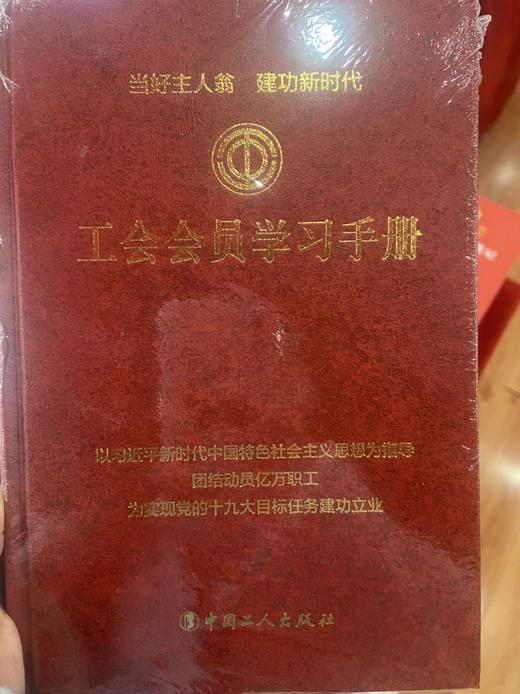 当好主人翁 建功新时代
工会会员学习手册
以习近平新时代中国特色社会主义思想为指导
团结动员亿万职工
为实现党的十九大目标任务建功立业
中国工人出版社